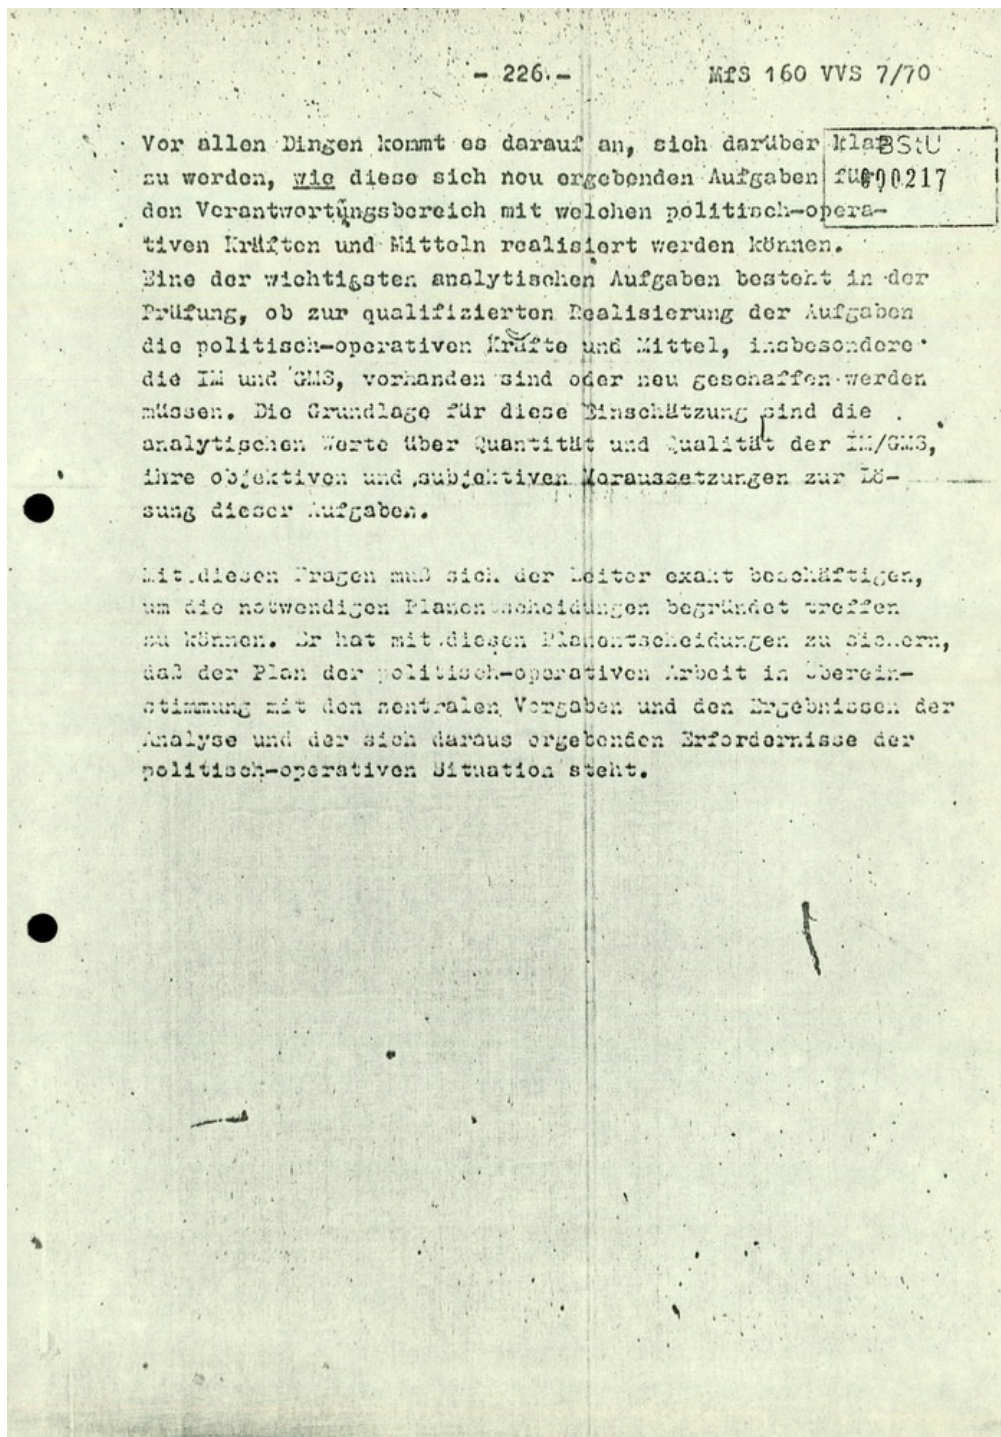 - 226.- MfS 160 VVS 7/70
BStU
000217
Vor allen Dingen kommt es darauf an, sich darüber klar
zu werden, wie diese sich neu ergebenden Aufgaben für
den Verantwortungsbereich mit welchen politisch-opera-
tiven Kräften und Mitteln realisiert werden können.
Eine der wichtigsten analytischen Aufgaben besteht in der
Prüfung, ob zur qualifizierten Realisierung der Aufgaben
die politisch-operativen Kräfte und Mittel, insbesondere
die IM und GMS, vorhanden sind oder neu geschaffen werden
müssen. Die Grundlage für diese Einschätzung sind die
analytischen Werte über Quantität und Qualität der IM/GMS,
ihre objektiven und subjektiven Voraussetzungen zur Lö-
sung dieser Aufgaben.
Mit diesen Fragen muß sich der Leiter exakt beschäftigen,
um die notwendigen Planentscheidungen begründet treffen
zu können. Er hat mit diesen Planentscheidungen zu sichern,
daß der Plan der politisch-operativen Arbeit in Überein-
stimmung mit den zentralen Vorgaben und den Ergebnissen der
Analyse und der sich daraus ergebenden Erfordernisse der
politisch-operativen Situation steht.